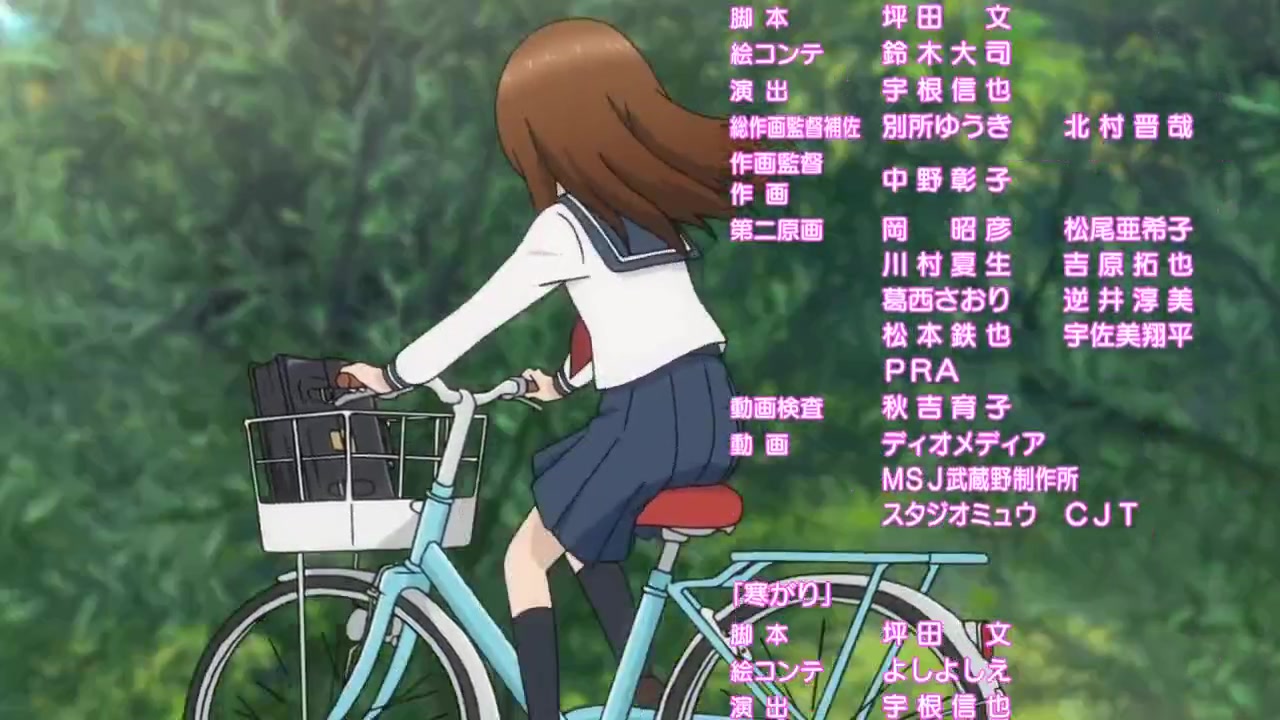 脚本 坪田 文
絵コンテ 鈴木大司
演出 宇根信也
総作画監督補佐 別所ゆうき 北村晋哉
作画監督
作画 中野彰子
第二原画 岡 昭彦 松尾亜希子
川村夏生 吉原拓也
葛西さおり 逆井淳美
松本鉄也 宇佐美翔平
PRA
動画検査 秋吉育子
動画 ディオメディア
MSJ武蔵野制作所
スタジオミュウ CJT
「寒がり」
脚本 坪田 文
絵コンテ よしよしえ
演出 宇根信也